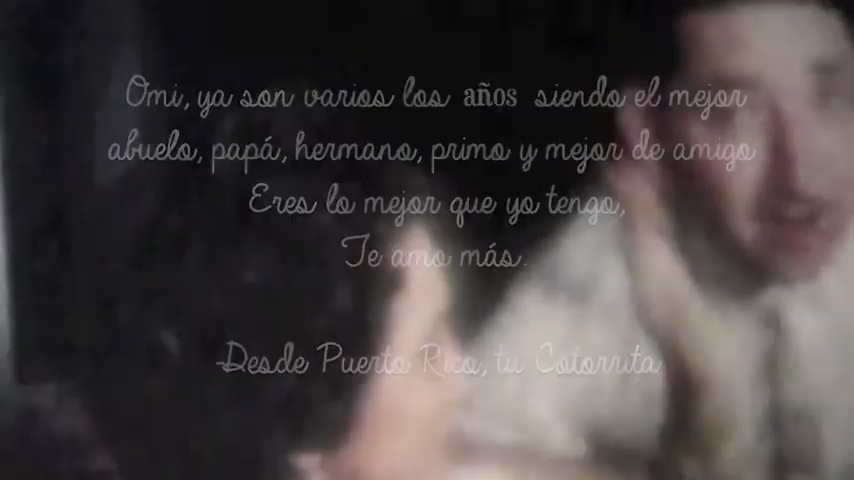 Omi, ya son varios los años siendo el mejor
abuelo, papá, hermano, primo y mejor de amigo
Eres lo mejor que yo tengo,
Te amo más.
Desde Puerto Rico, tu Cotorrita